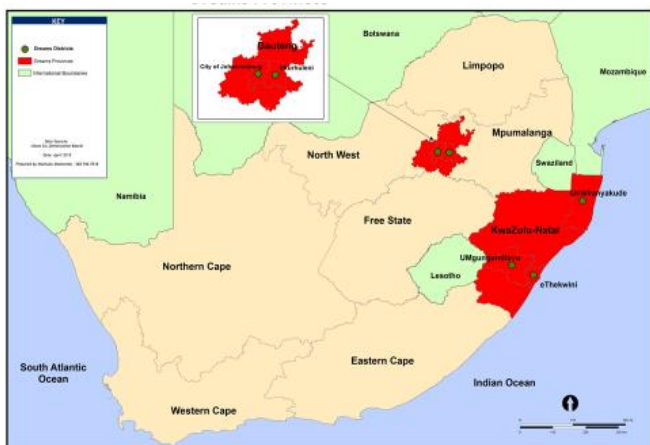 KEY
Dreams Districts
Dreams Provinces
International Boundaries
Gauteng
City of Johannesburg
Ekurhuleni
Botswana
Mozambique
Limpopo
Mpumalanga
North West
Swaziland
Namibia
Umkhanyakude
Free State
KwaZulu-Natal
Northern Cape
UMgungundlovu
Lesotho
eThekwini
South Atlantic
Ocean
Eastern Cape
Indian Ocean
Western Cape